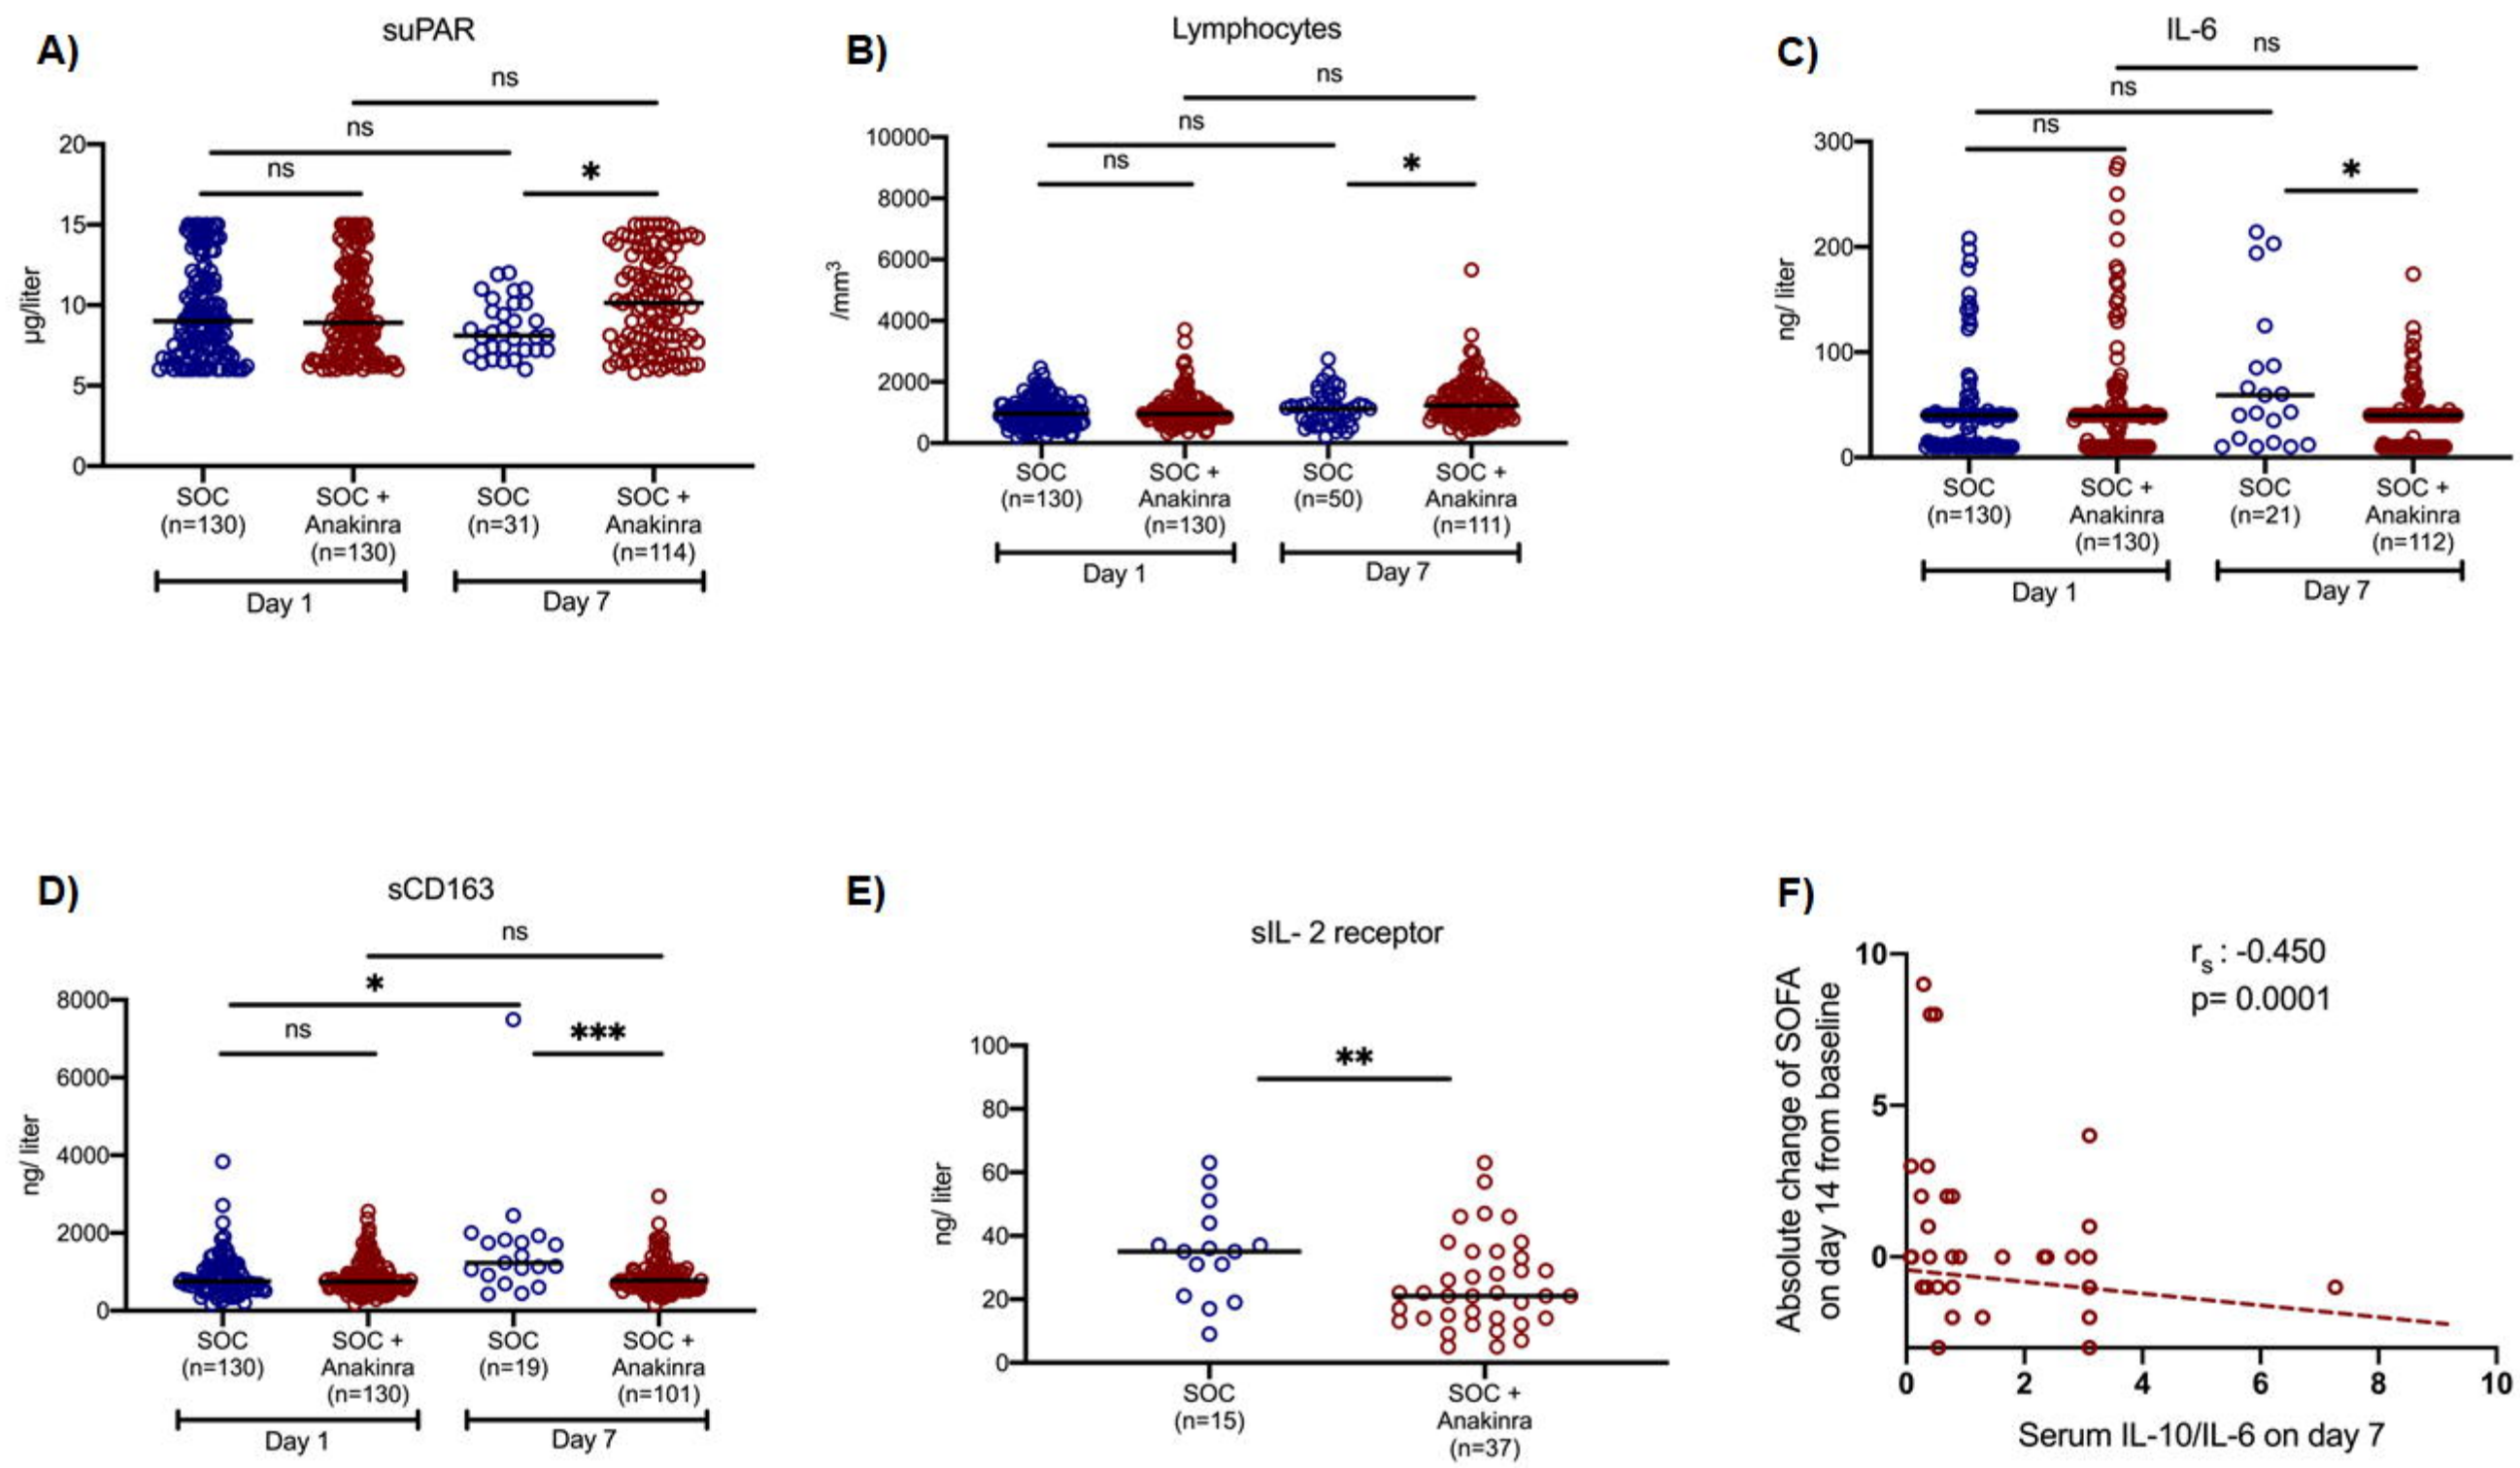 A)
suPAR
ns
ns
ns
*
20
15
10
5
0
µg/liter
SOC
(n=130)
SOC +
Anakinra
(n=130)
SOC
(n=31)
SOC +
Anakinra
(n=114)
Day 1
Day 7
B)
Lymphocytes
ns
ns
ns
*
10000
8000
6000
4000
2000
0
/mm³
SOC
(n=130)
SOC +
Anakinra
(n=130)
SOC
(n=50)
SOC +
Anakinra
(n=111)
Day 1
Day 7
C)
IL-6
ns
ns
ns
*
300
200
100
0
ng/ liter
SOC
(n=130)
SOC +
Anakinra
(n=130)
SOC
(n=21)
SOC +
Anakinra
(n=112)
Day 1
Day 7
D)
sCD163
ns
*
ns
***
8000
6000
4000
2000
0
ng/ liter
SOC
(n=130)
SOC +
Anakinra
(n=130)
SOC
(n=19)
SOC +
Anakinra
(n=101)
Day 1
Day 7
E)
sIL- 2 receptor
**
100
80
60
40
20
0
ng/ liter
SOC
(n=15)
SOC +
Anakinra
(n=37)
F)
rs : -0.450
p= 0.0001
10
5
0
Absolute change of SOFA
on day 14 from baseline
0 2 4 6 8 10
Serum IL-10/IL-6 on day 7